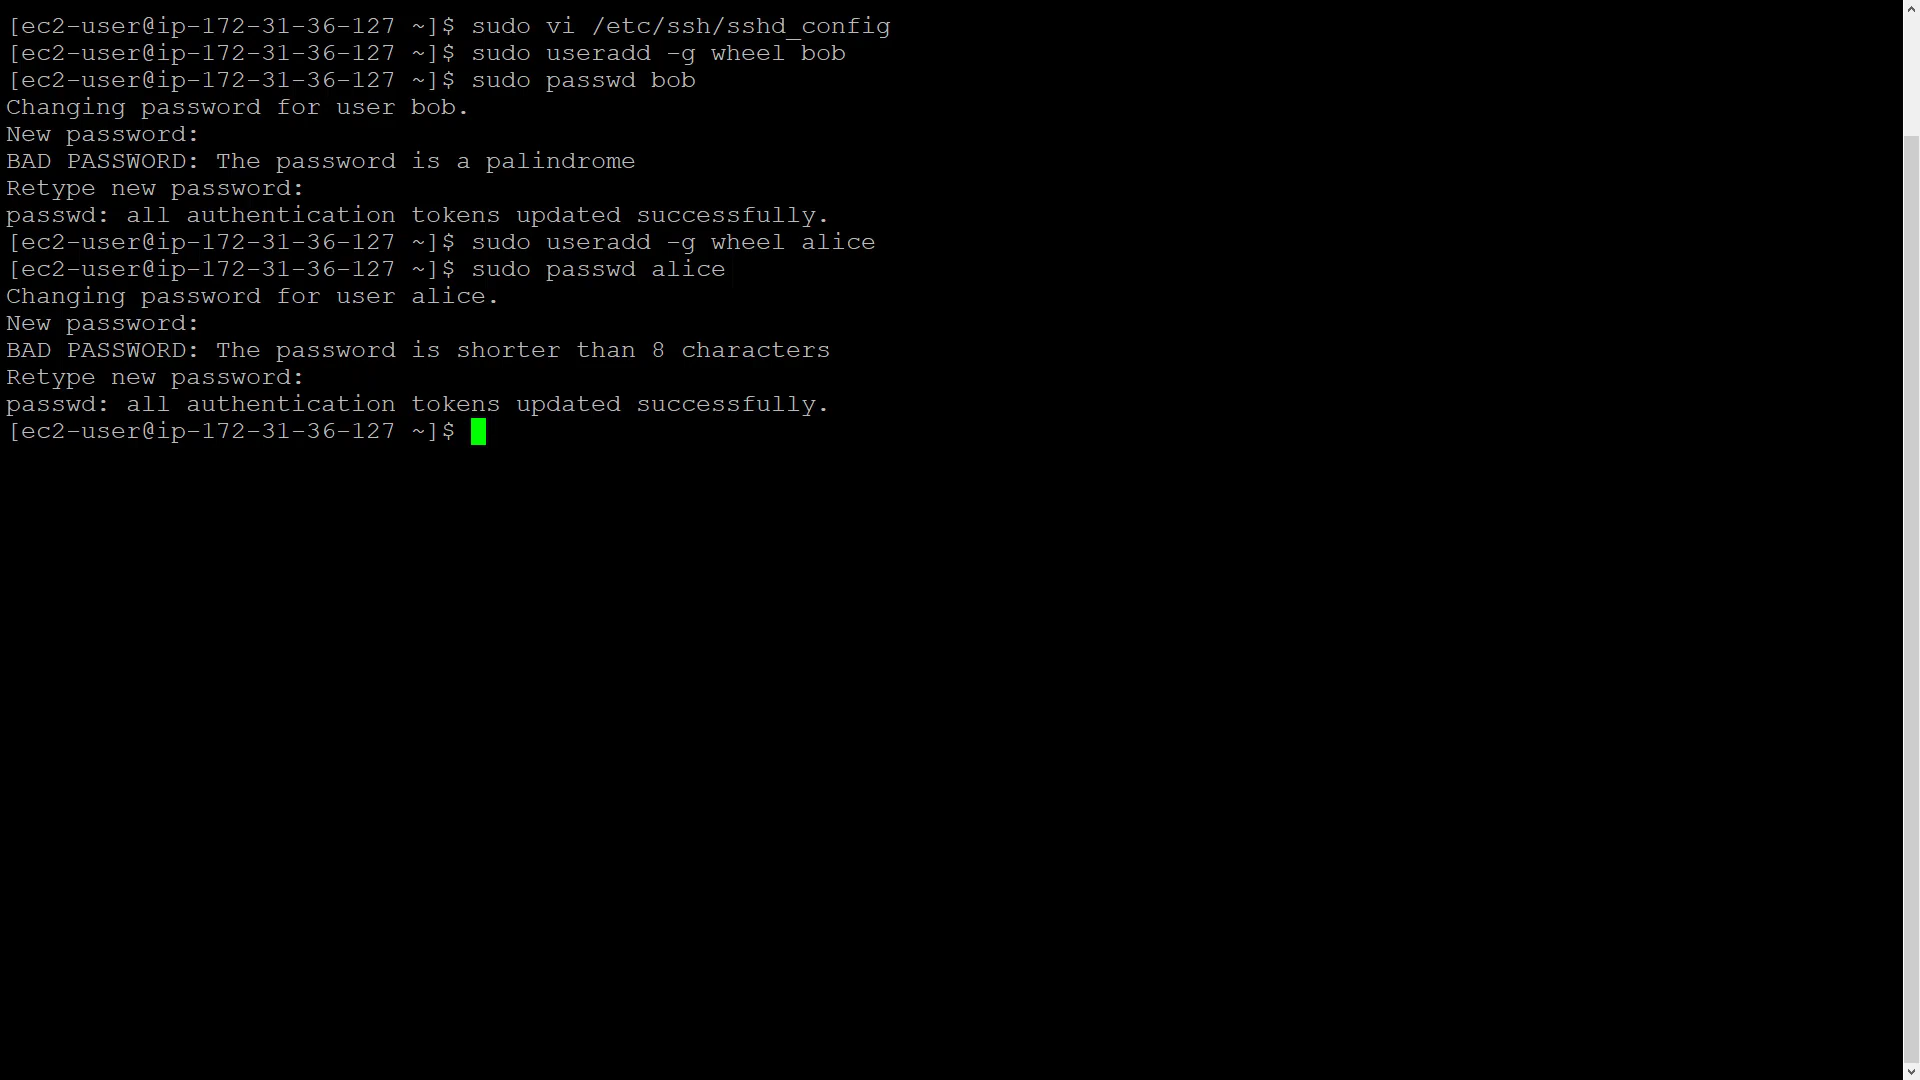 [ec2-user@ip-172-31-36-127 ~]$ sudo vi /etc/ssh/sshd_config
[ec2-user@ip-172-31-36-127 ~]$ sudo useradd -g wheel bob
[ec2-user@ip-172-31-36-127 ~]$ sudo passwd bob
Changing password for user bob.
New password:
BAD PASSWORD: The password is a palindrome
Retype new password:
passwd: all authentication tokens updated successfully.
[ec2-user@ip-172-31-36-127 ~]$ sudo useradd -g wheel alice
[ec2-user@ip-172-31-36-127 ~]$ sudo passwd alice
Changing password for user alice.
New password:
BAD PASSWORD: The password is shorter than 8 characters
Retype new password:
passwd: all authentication tokens updated successfully.
[ec2-user@ip-172-31-36-127 ~]$